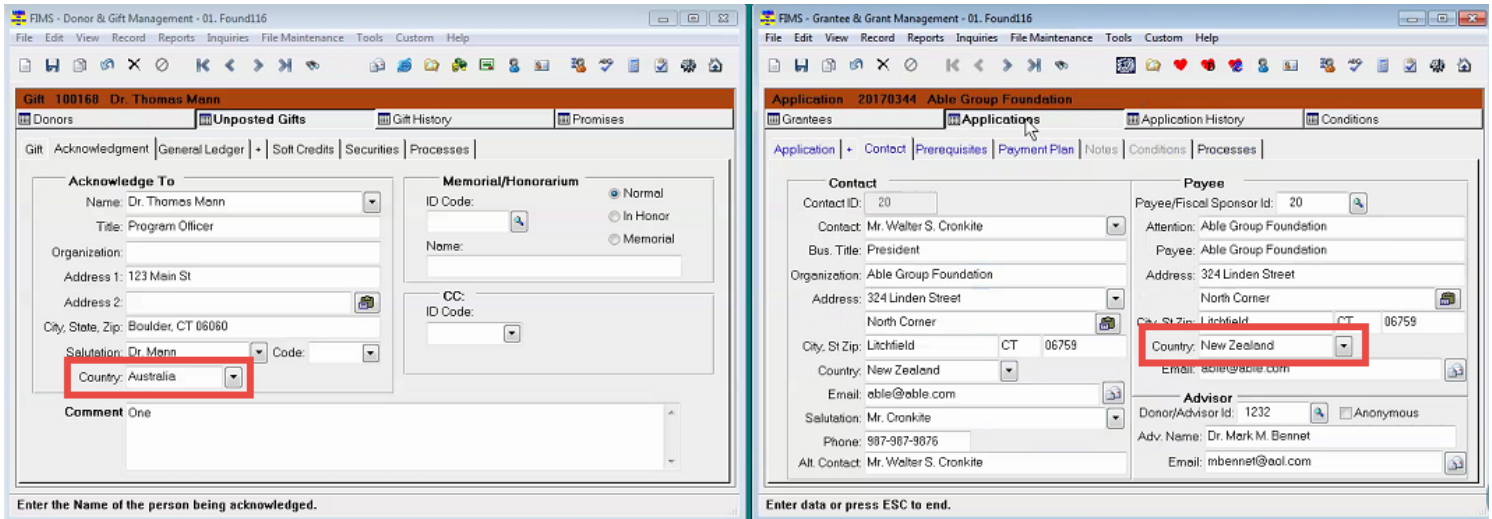 FIMS - Donor & Gift Management - 01. Found116
File Edit View Record Reports Inquiries File Maintenance Tools Custom Help
Gift 100168 Dr. Thomas Mann
Donors Unposted Gifts Gift History Promises
Gift Acknowledgment General Ledger + Soft Credits Securities Processes
Acknowledge To
Name: Dr. Thomas Mann
Title: Program Officer
Organization:
Address 1: 123 Main St
Address 2:
City, State, Zip: Boulder, CT 06060
Salutation: Dr. Mann Code:
Country: Australia
Memorial/Honorarium
ID Code:
Normal
In Honor
Memorial
Name:
CC:
ID Code:
Comment One
Enter the Name of the person being acknowledged.
FIMS - Grantee & Grant Management - 01. Found116
File Edit View Record Reports Inquiries File Maintenance Tools Custom Help
Application 20170344 Able Group Foundation
Grantees Applications Application History Conditions
Application + Contact Prerequisites Payment Plan Notes Conditions Processes
Contact
Contact ID: 20
Contact: Mr. Walter S. Cronkite
Bus. Title: President
Organization: Able Group Foundation
Address: 324 Linden Street
North Corner
City, St Zip: Litchfield CT 06759
Country: New Zealand
Email: able@able.com
Salutation: Mr. Cronkite
Phone: 987-987-9876
Alt. Contact: Mr. Walter S. Cronkite
Payee
Payee/Fiscal Sponsor Id: 20
Attention: Able Group Foundation
Payee: Able Group Foundation
Address: 324 Linden Street
North Corner
City, St Zip: Litchfield CT 06759
Country: New Zealand
Email: able@able.com
Advisor
Donor/Advisor Id: 1232 Anonymous
Adv. Name: Dr. Mark M. Bennet
Email: mbennet@aol.com
Enter data or press ESC to end.